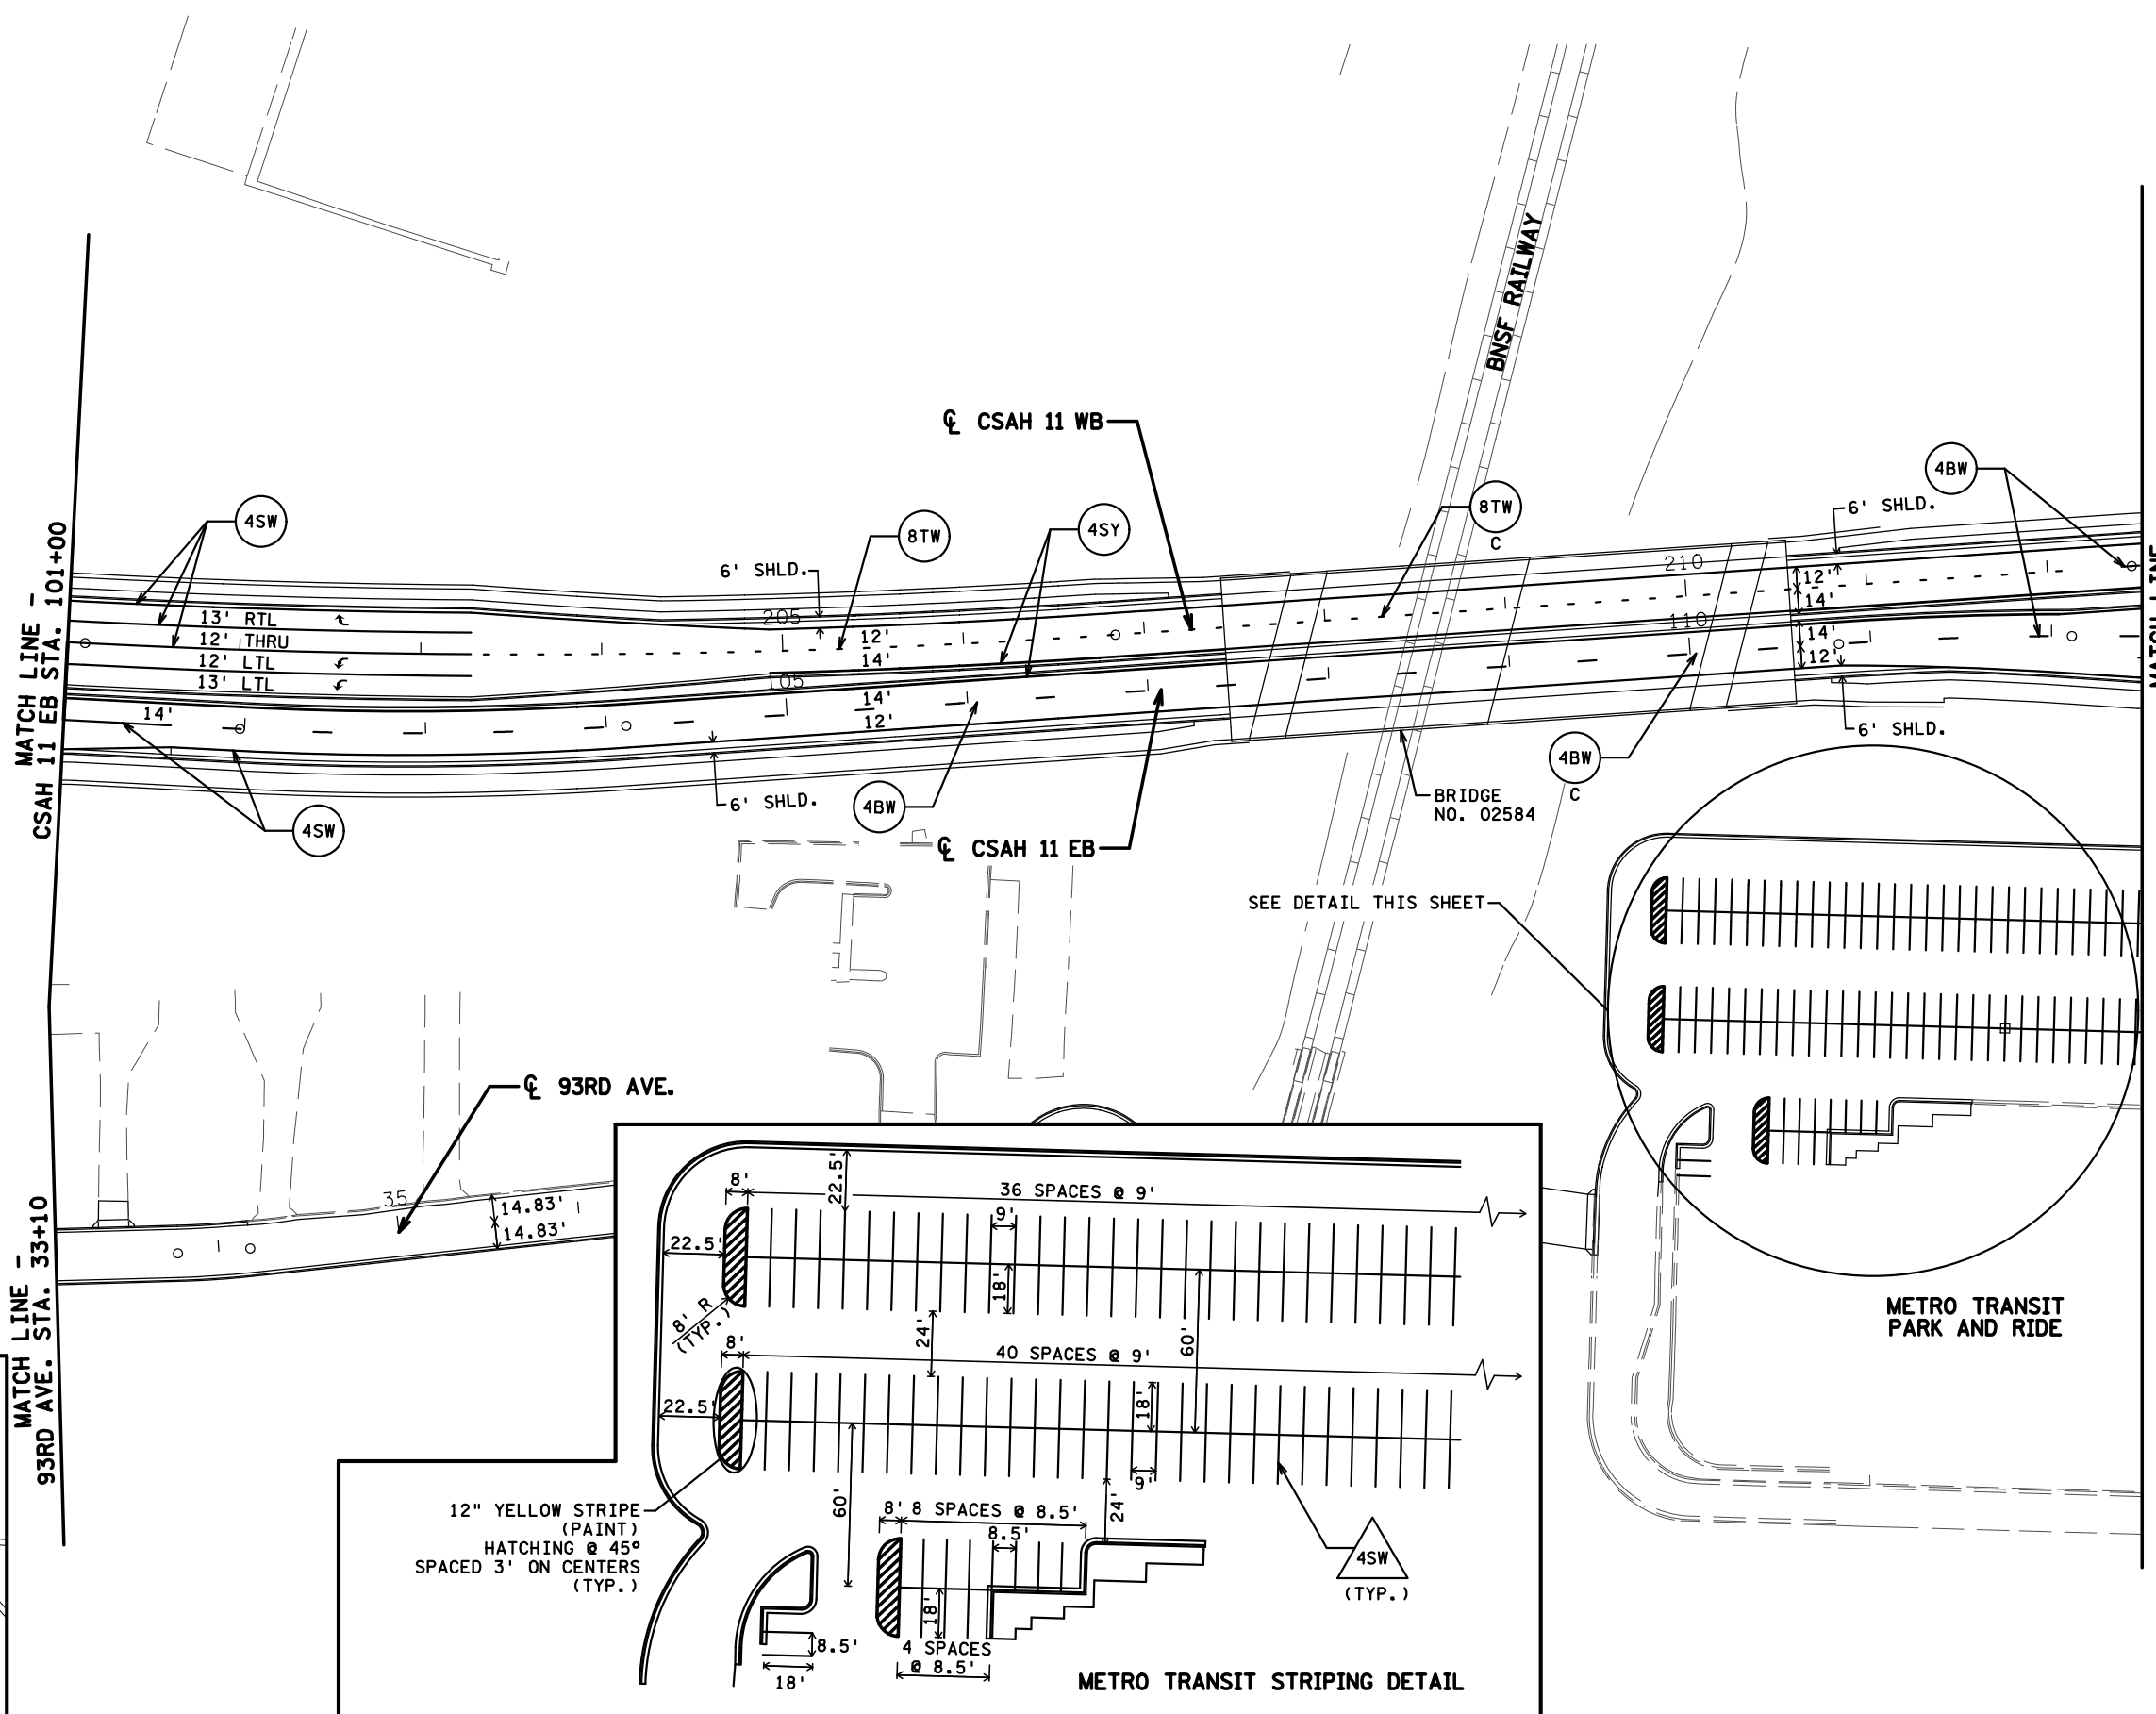 BNSF RAILWAY
℄ CSAH 11 WB
4BW
4SW
8TW
4SY
8TW
C
6' SHLD.
6' SHLD.
MATCH LINE -
CSAH 11 EB STA. 101+00
13' RTL
12' THRU
12' LTL
13' LTL
14'
205
12'
14'
105
14'
12'
210
110
12'
14'
14'
12'
MATCH LINE
6' SHLD.
6' SHLD.
4SW
4BW
4BW
C
BRIDGE
NO. 02584
℄ CSAH 11 EB
SEE DETAIL THIS SHEET
℄ 93RD AVE.
35
14.83'
14.83'
MATCH LINE -
93RD AVE. STA. 33+10
METRO TRANSIT
PARK AND RIDE
8'
22.5'
36 SPACES @ 9'
9'
22.5'
18'
8' R
(TYP.)
24'
60'
8'
40 SPACES @ 9'
22.5'
18'
9'
60'
24'
12" YELLOW STRIPE
(PAINT)
HATCHING @ 45°
SPACED 3' ON CENTERS
(TYP.)
8' 8 SPACES @ 8.5'
8.5'
18'
4SW
(TYP.)
8.5'
18'
4 SPACES
@ 8.5'
METRO TRANSIT STRIPING DETAIL